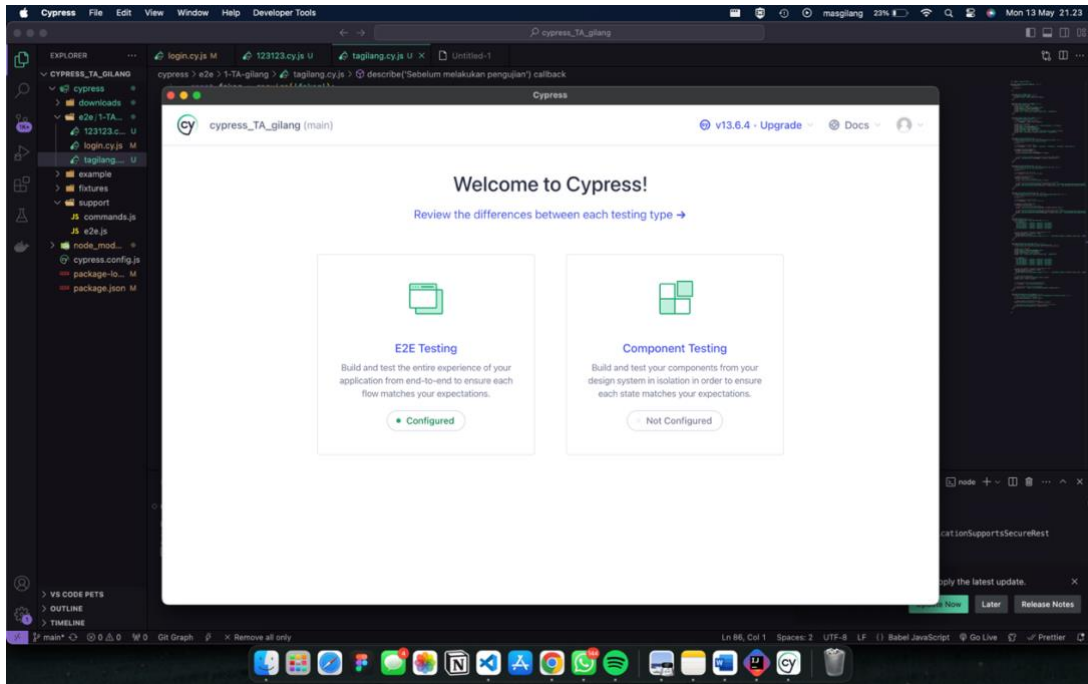 Cypress File Edit View Window Help Developer Tools masgilang 23% Mon 13 May 21.23
cypress_TA_gilang
EXPLORER
login.cy.js M 123123.cy.js U tagilang.cy.js U Untitled-1
CYPRESS_TA_GILANG
cypress > e2e > 1-TA-gilang > tagilang.cy.js > describe('Sebelum melakukan pengujian') callback
cypress
downloads
e2e/1-TA...
123123.c... U
login.cy.js M
tagilang.... U
example
fixtures
support
JS commands.js
JS e2e.js
node_mod...
cypress.config.js
package-lo... M
package.json M
Cypress
cy cypress_TA_gilang (main) v13.6.4 • Upgrade Docs
Welcome to Cypress!
Review the differences between each testing type →
E2E Testing
Build and test the entire experience of your
application from end-to-end to ensure each
flow matches your expectations.
Configured
Component Testing
Build and test your components from your
design system in isolation in order to ensure
each state matches your expectations.
Not Configured
node
cationSupportsSecureRest
apply the latest update.
Now Later Release Notes
VS CODE PETS
OUTLINE
TIMELINE
main* 0 0 0 Git Graph Remove all only Ln 86, Col 1 Spaces: 2 UTF-8 LF {} Babel JavaScript Go Live Prettier